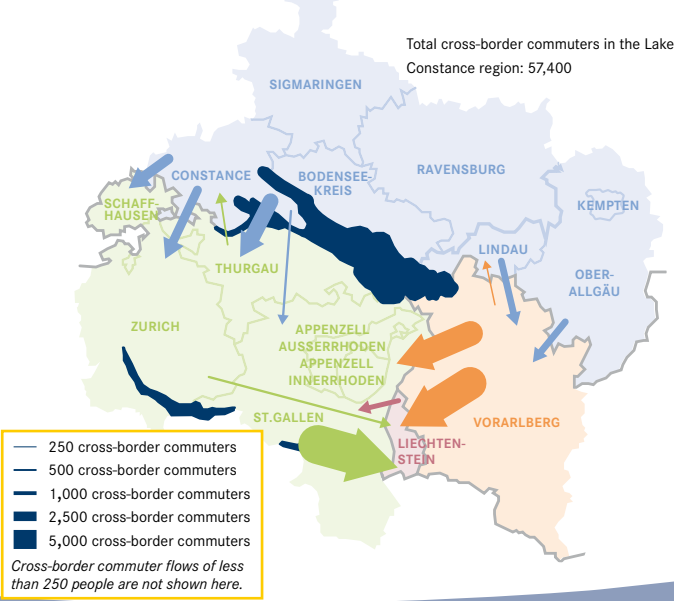 Total cross-border commuters in the Lake
Constance region: 57,400
SIGMARINGEN
CONSTANCE
BODENSEE-
KREIS
RAVENSBURG
KEMPTEN
SCHAFF-
HAUSEN
LINDAU
OBER-
ALLGÄU
THURGAU
ZURICH
APPENZELL
AUSSERRHODEN
APPENZELL
INNERRHODEN
ST.GALLEN
VORARLBERG
LIECHTEN-
STEIN
250 cross-border commuters
500 cross-border commuters
1,000 cross-border commuters
2,500 cross-border commuters
5,000 cross-border commuters
Cross-border commuter flows of less
than 250 people are not shown here.